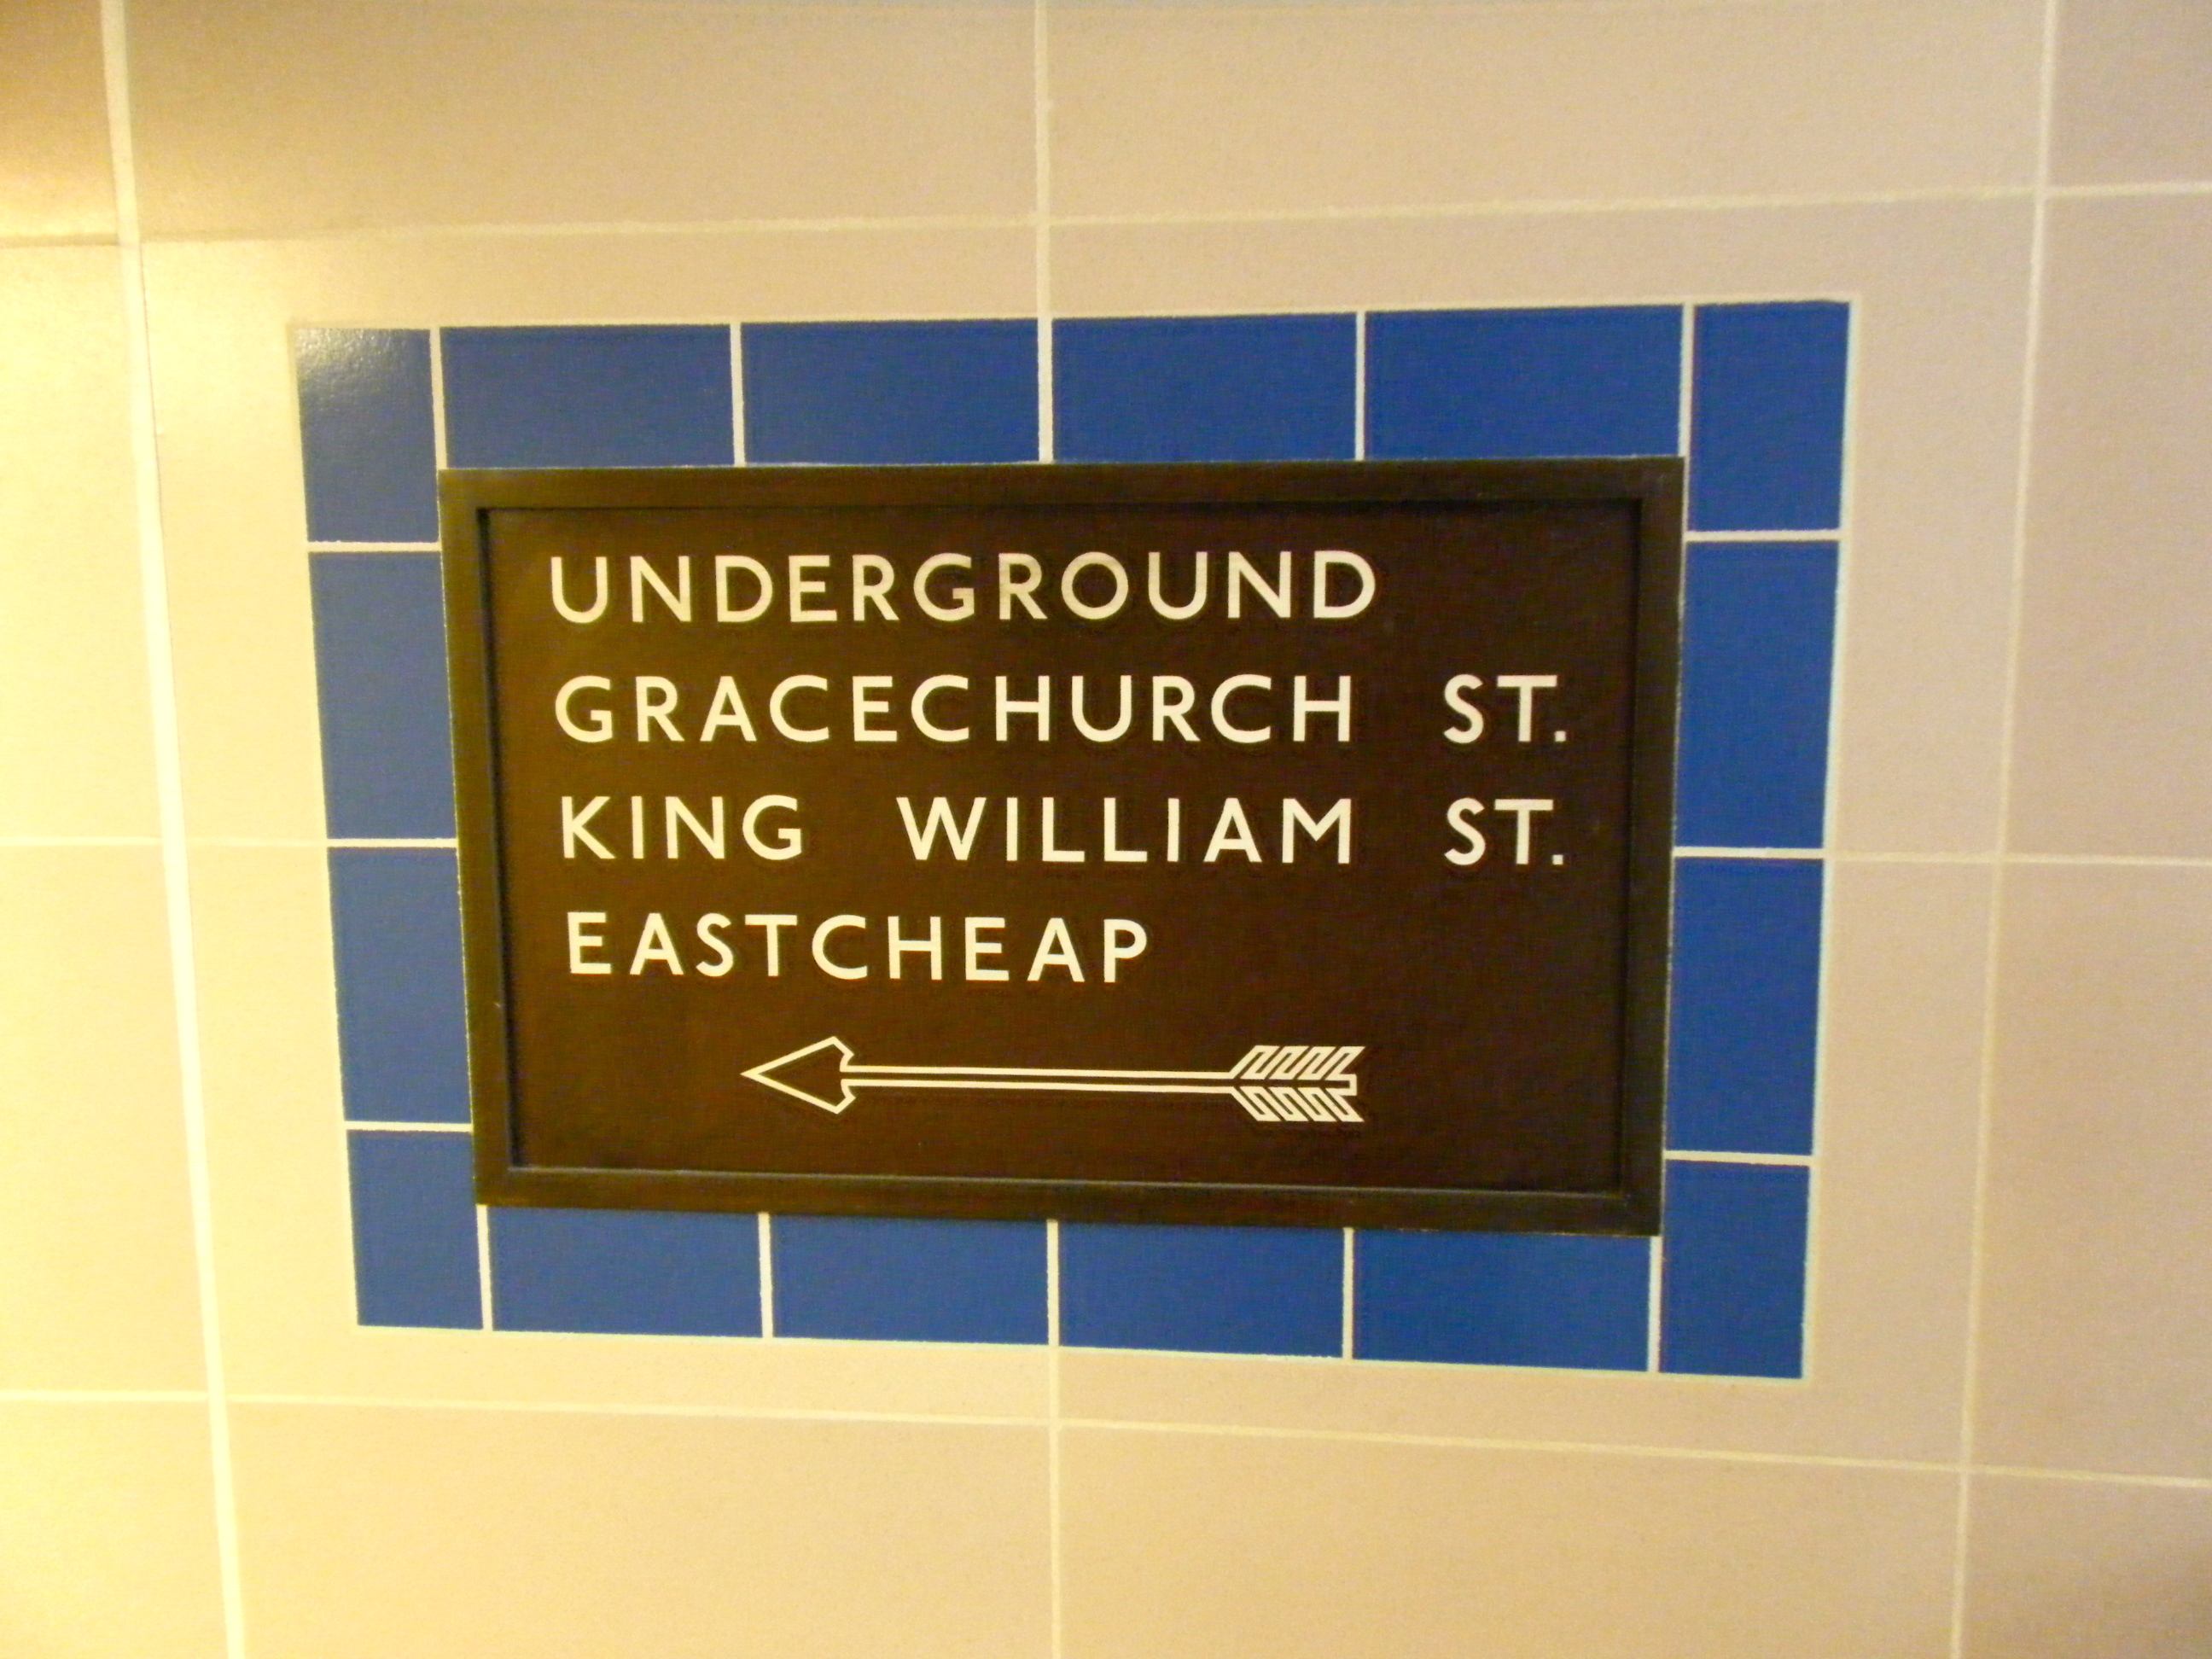 UNDERGROUND
GRACECHURCH ST.
KING WILLIAM ST.
EASTCHEAP